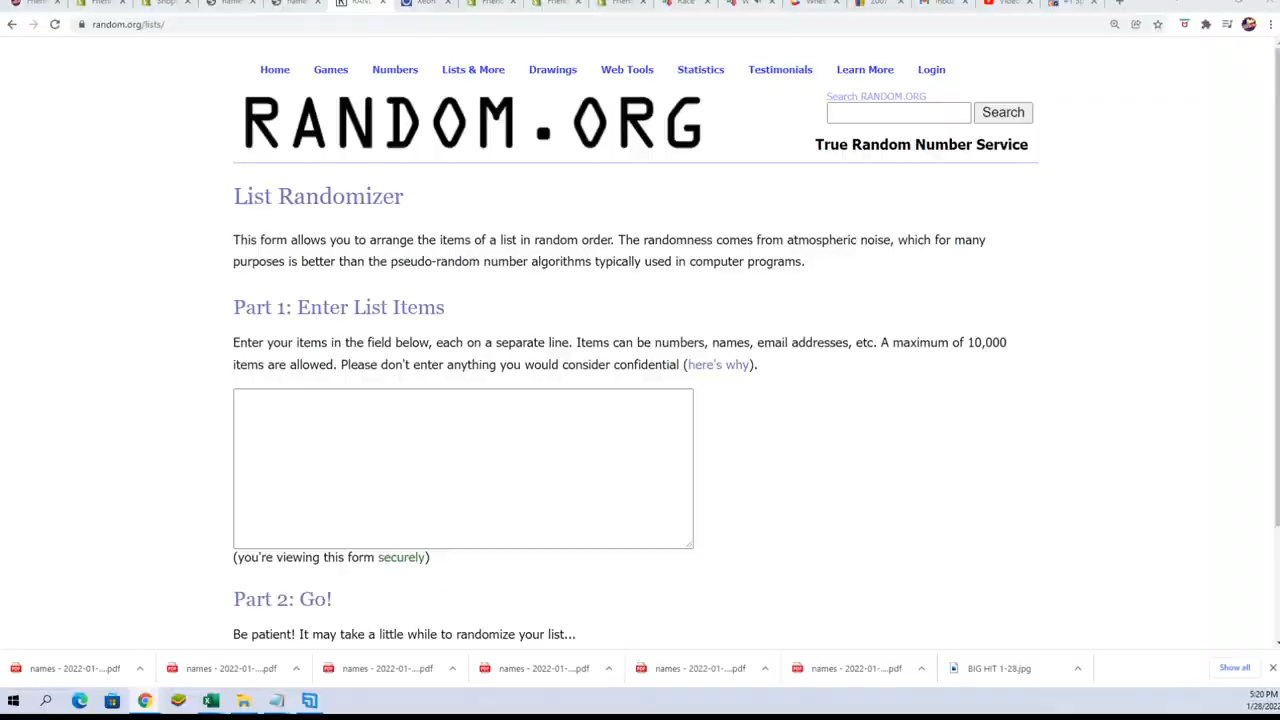 random.org/lists/
Home Games Numbers Lists & More Drawings Web Tools Statistics Testimonials Learn More Login
RANDOM.ORG
Search RANDOM.ORG
Search
True Random Number Service
List Randomizer
This form allows you to arrange the items of a list in random order. The randomness comes from atmospheric noise, which for many
purposes is better than the pseudo-random number algorithms typically used in computer programs.
Part 1: Enter List Items
Enter your items in the field below, each on a separate line. Items can be numbers, names, email addresses, etc. A maximum of 10,000
items are allowed. Please don't enter anything you would consider confidential (here's why).
(you're viewing this form securely)
Part 2: Go!
Be patient! It may take a little while to randomize your list...
names - 2022-01-....pdf names - 2022-01-....pdf names - 2022-01-....pdf names - 2022-01-....pdf names - 2022-01-....pdf names - 2022-01-....pdf BIG HIT 1-28.jpg Show all
5:20 PM
1/28/2022